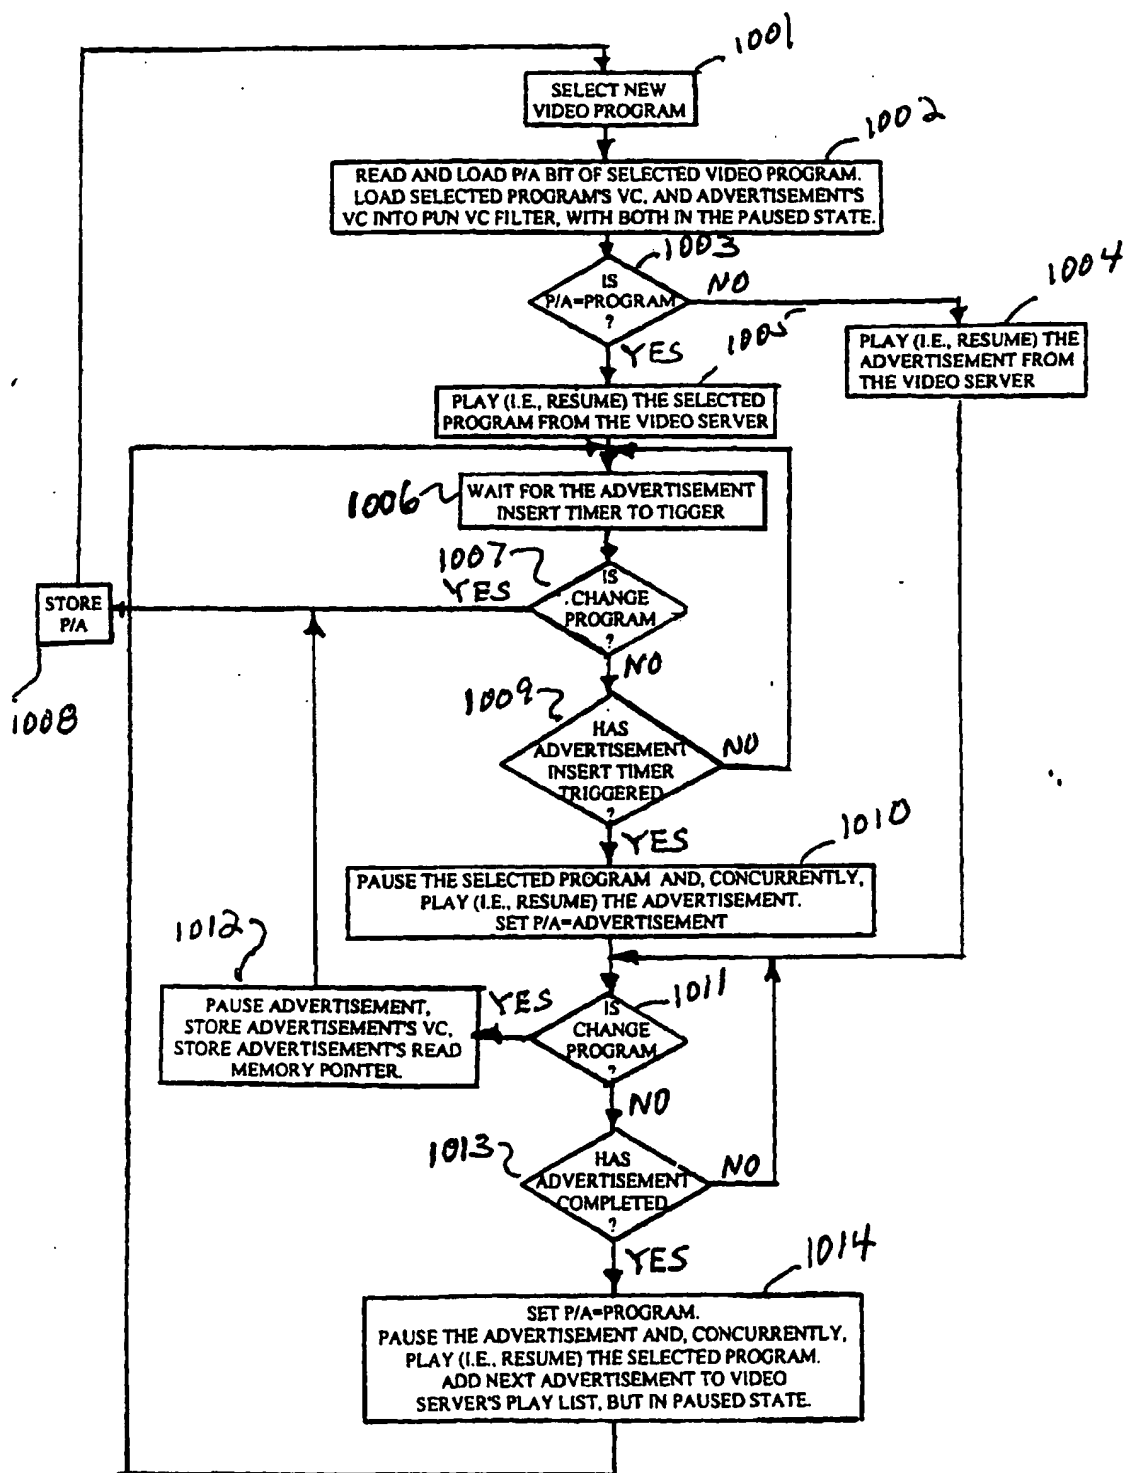 1001
SELECT NEW
VIDEO PROGRAM
1002
READ AND LOAD P/A BIT OF SELECTED VIDEO PROGRAM.
LOAD SELECTED PROGRAM'S VC, AND ADVERTISEMENT'S
VC INTO PUN VC FILTER, WITH BOTH IN THE PAUSED STATE.
1003
IS
P/A=PROGRAM
?
NO
YES
1004
PLAY (I.E., RESUME) THE
ADVERTISEMENT FROM
THE VIDEO SERVER
1005
PLAY (I.E., RESUME) THE SELECTED
PROGRAM FROM THE VIDEO SERVER
1006
WAIT FOR THE ADVERTISEMENT
INSERT TIMER TO TIGGER
1007
YES
IS
CHANGE
PROGRAM
?
NO
STORE
P/A
1008
1009
HAS
ADVERTISEMENT
INSERT TIMER
TRIGGERED
?
NO
YES
1010
PAUSE THE SELECTED PROGRAM AND, CONCURRENTLY,
PLAY (I.E., RESUME) THE ADVERTISEMENT.
SET P/A=ADVERTISEMENT
1011
IS
CHANGE
PROGRAM
?
YES
NO
1012
PAUSE ADVERTISEMENT,
STORE ADVERTISEMENT'S VC,
STORE ADVERTISEMENT'S READ
MEMORY POINTER.
1013
HAS
ADVERTISEMENT
COMPLETED
?
NO
YES
1014
SET P/A=PROGRAM.
PAUSE THE ADVERTISEMENT AND, CONCURRENTLY,
PLAY (I.E., RESUME) THE SELECTED PROGRAM.
ADD NEXT ADVERTISEMENT TO VIDEO
SERVER'S PLAY LIST, BUT IN PAUSED STATE.